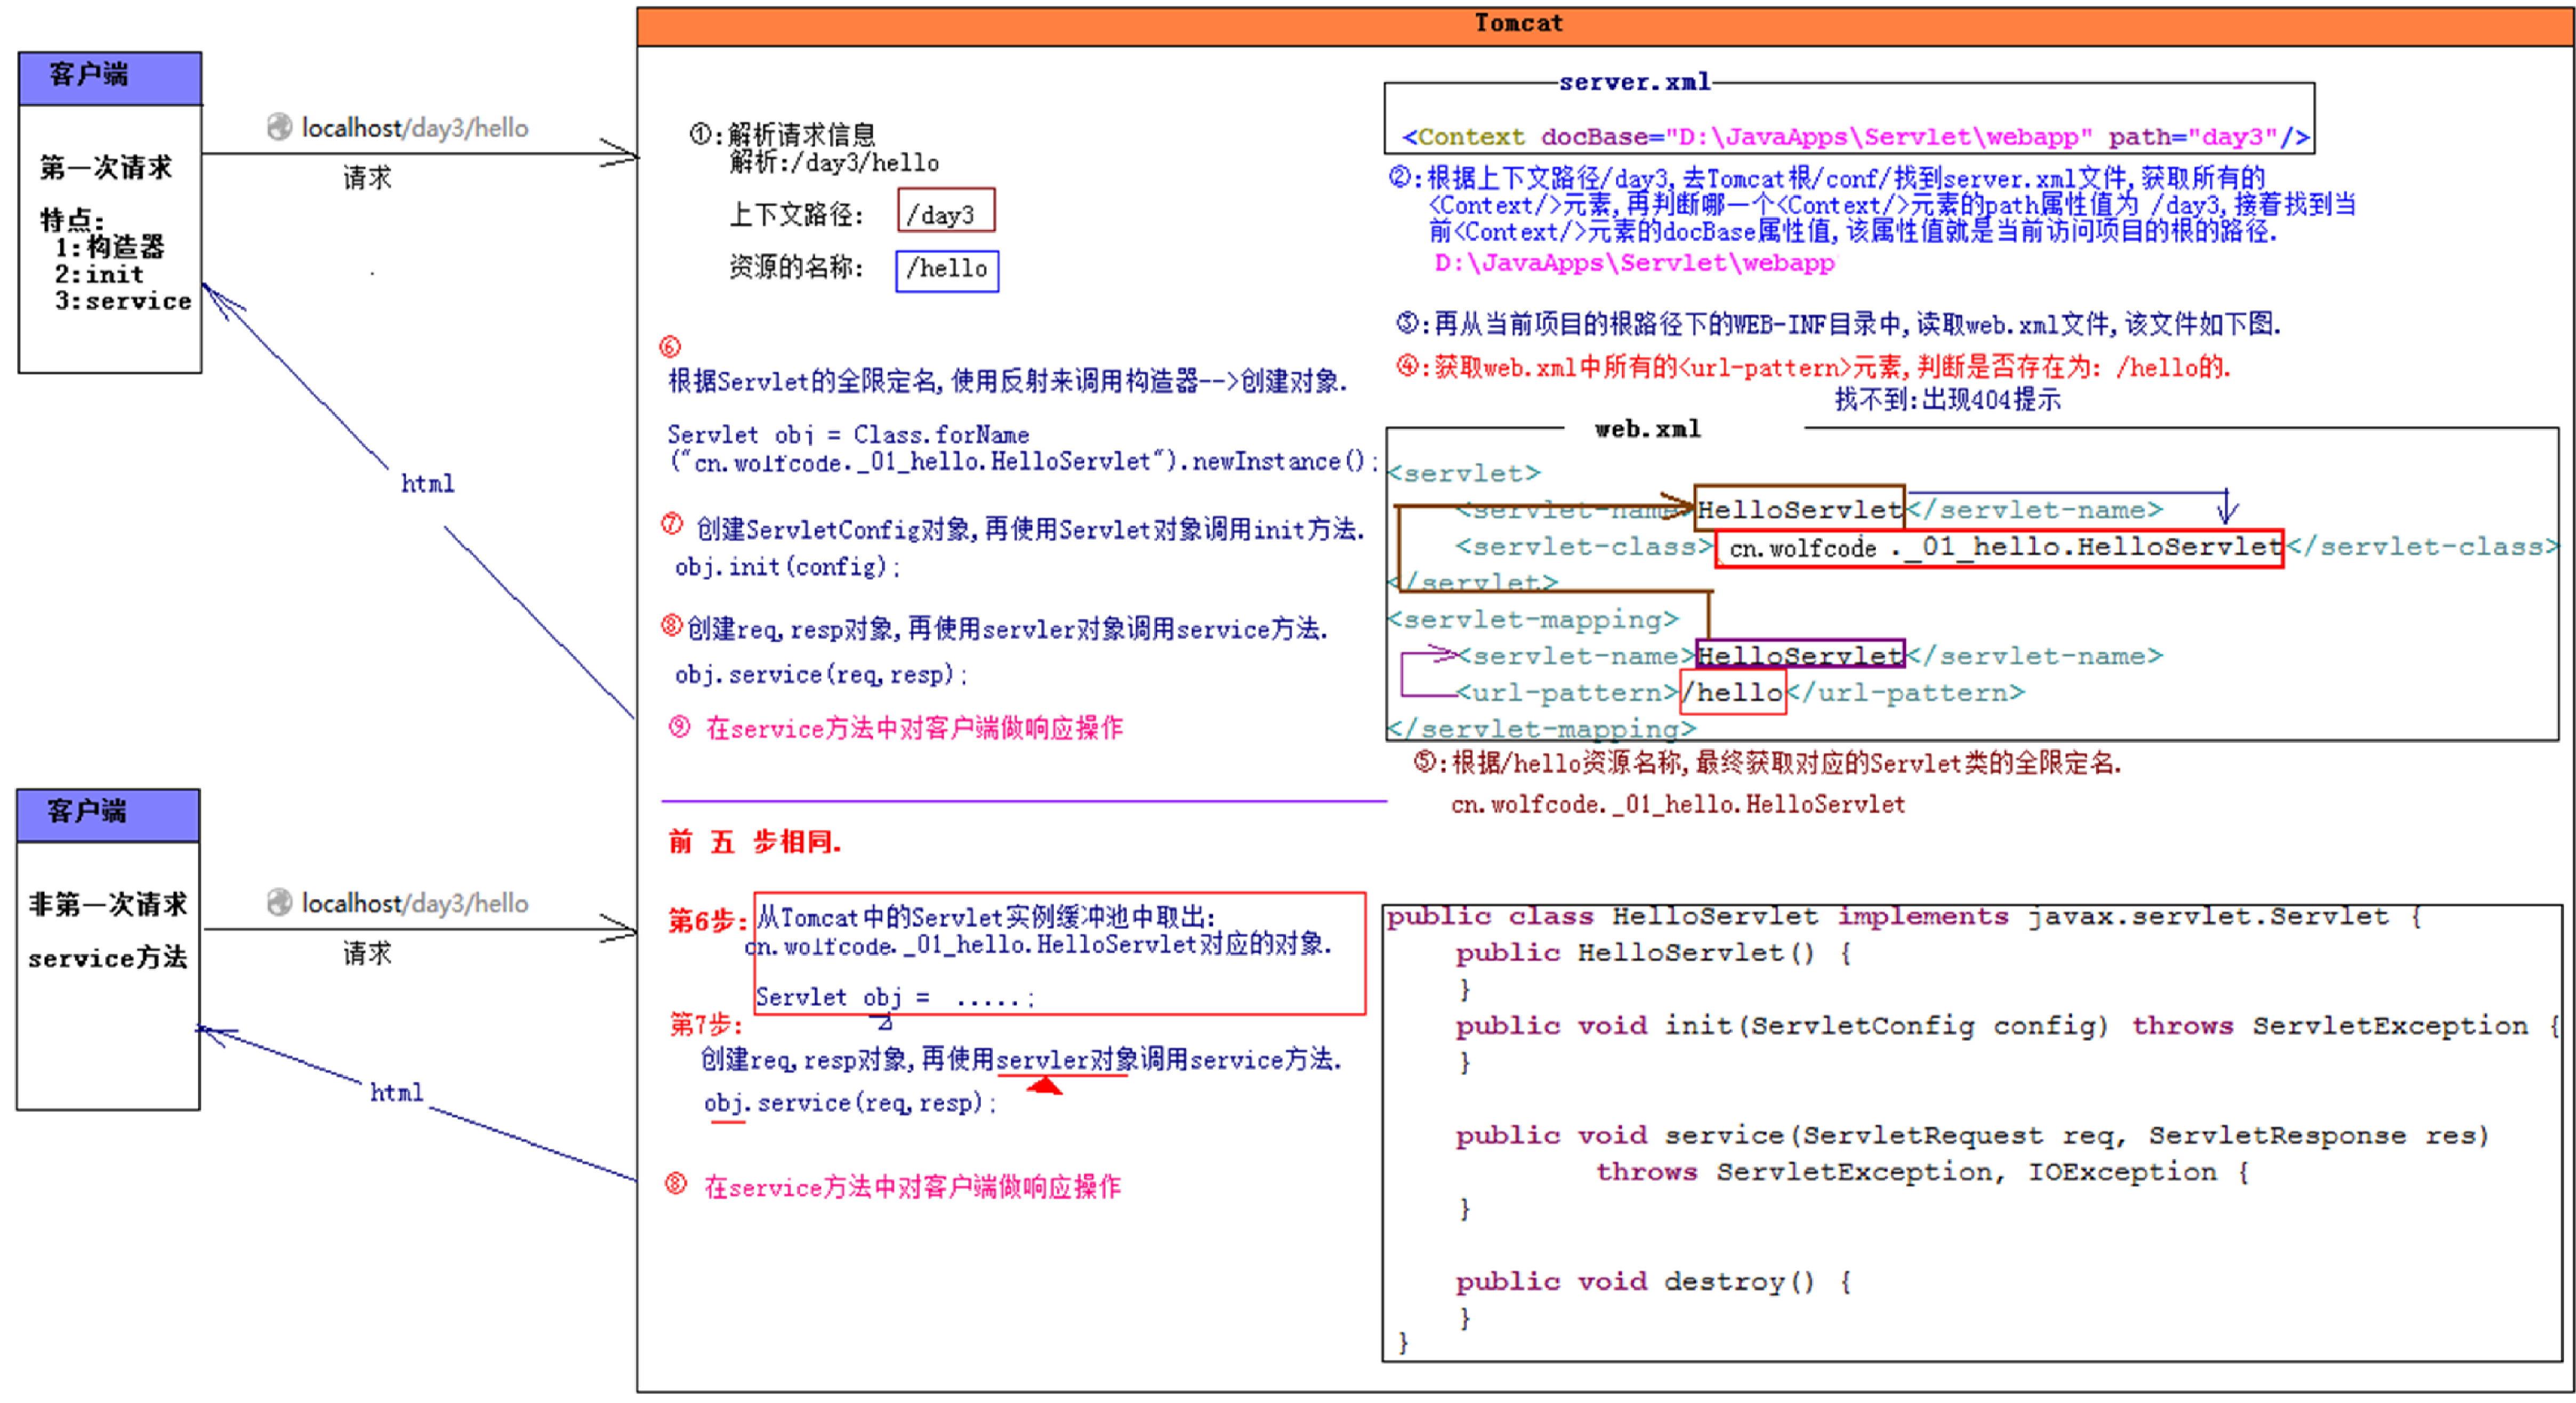 Tomcat
客户端
第一次请求
特点:
1:构造器
2:init
3:service
localhost/day3/hello
请求
html
①:解析请求信息
解析:/day3/hello
上下文路径: /day3
资源的名称: /hello
server.xml
<Context docBase="D:\JavaApps\Servlet\webapp" path="day3"/>
②:根据上下文路径/day3,去Tomcat根/conf/找到server.xml文件,获取所有的
<Context/>元素,再判断哪一个<Context/>元素的path属性值为 /day3,接着找到当
前<Context/>元素的docBase属性值,该属性值就是当前访问项目的根的路径.
D:\JavaApps\Servlet\webapp
③:再从当前项目的根路径下的WEB-INF目录中,读取web.xml文件,该文件如下图.
④:获取web.xml中所有的<url-pattern>元素,判断是否存在为: /hello的.
找不到:出现404提示
web.xml
<servlet>
<servlet-name>HelloServlet</servlet-name>
<servlet-class>cn.wolfcode._01_hello.HelloServlet</servlet-class>
</servlet>
<servlet-mapping>
<servlet-name>HelloServlet</servlet-name>
<url-pattern>/hello</url-pattern>
</servlet-mapping>
⑤:根据/hello资源名称,最终获取对应的Servlet类的全限定名.
cn.wolfcode._01_hello.HelloServlet
⑥
根据Servlet的全限定名,使用反射来调用构造器-->创建对象.
Servlet obj = Class.forName
("cn.wolfcode._01_hello.HelloServlet").newInstance();
⑦ 创建ServletConfig对象,再使用Servlet对象调用init方法.
obj.init(config);
⑧创建req,resp对象,再使用servler对象调用service方法.
obj.service(req,resp);
⑨ 在service方法中对客户端做响应操作
客户端
非第一次请求
service方法
localhost/day3/hello
请求
html
前 五 步相同.
第6步: 从Tomcat中的Servlet实例缓冲池中取出:
cn.wolfcode._01_hello.HelloServlet对应的对象.
Servlet obj = .....;
第7步:
创建req,resp对象,再使用servler对象调用service方法.
obj.service(req,resp);
⑧ 在service方法中对客户端做响应操作
public class HelloServlet implements javax.servlet.Servlet {
public HelloServlet() {
}
public void init(ServletConfig config) throws ServletException {
}
public void service(ServletRequest req, ServletResponse res)
throws ServletException, IOException {
}
public void destroy() {
}
}